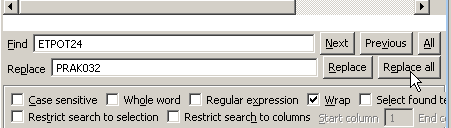 Find ETPOT24 Next Previous All
Replace PRAK032 Replace Replace all
Case sensitive Whole word Regular expression Wrap Select found te
Restrict search to selection Restrict search to columns Start column 1 End c